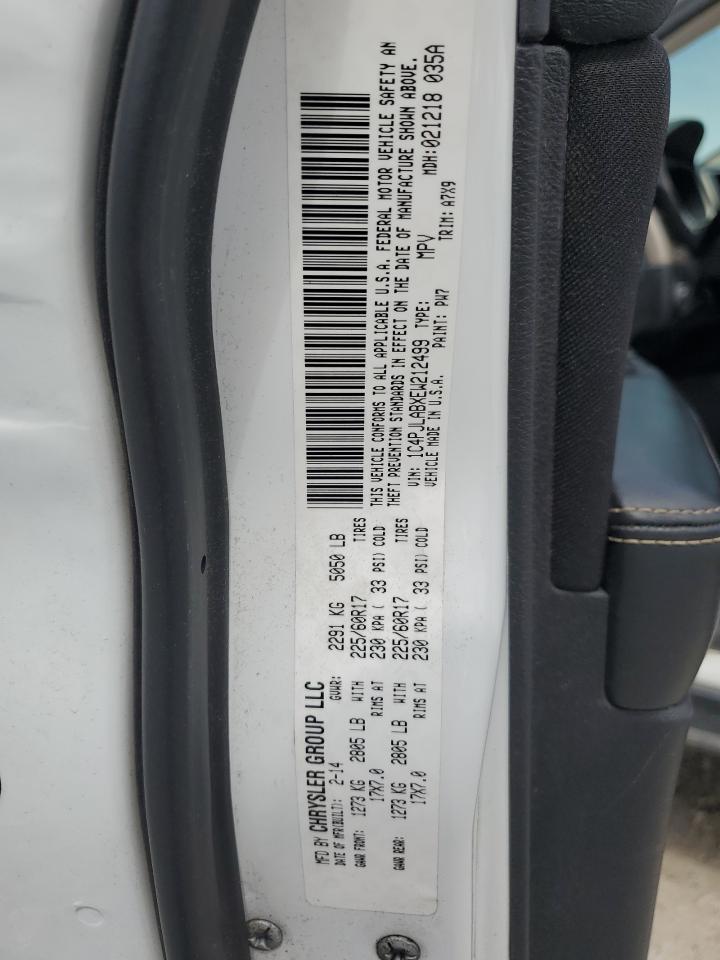 MFD BY CHRYSLER GROUP LLC
DATE OF MFR(BUILT): 2-14 GVWR: 2291 KG 5050 LB
GAWR FRONT: 1273 KG 2805 LB WITH 225/60R17 TIRES
17X7.0 RIMS AT 230 KPA ( 33 PSI) COLD
GAWR REAR: 1273 KG 2805 LB WITH 225/60R17 TIRES
17X7.0 RIMS AT 230 KPA ( 33 PSI) COLD
THIS VEHICLE CONFORMS TO ALL APPLICABLE U.S.A. FEDERAL MOTOR VEHICLE SAFETY AN
THEFT PREVENTION STANDARDS IN EFFECT ON THE DATE OF MANUFACTURE SHOWN ABOVE.
VIN: 1C4PJLABXEW212499 TYPE: MPV MDH:021218 035A
VEHICLE MADE IN U.S.A. PAINT: PW7 TRIM: A7X9